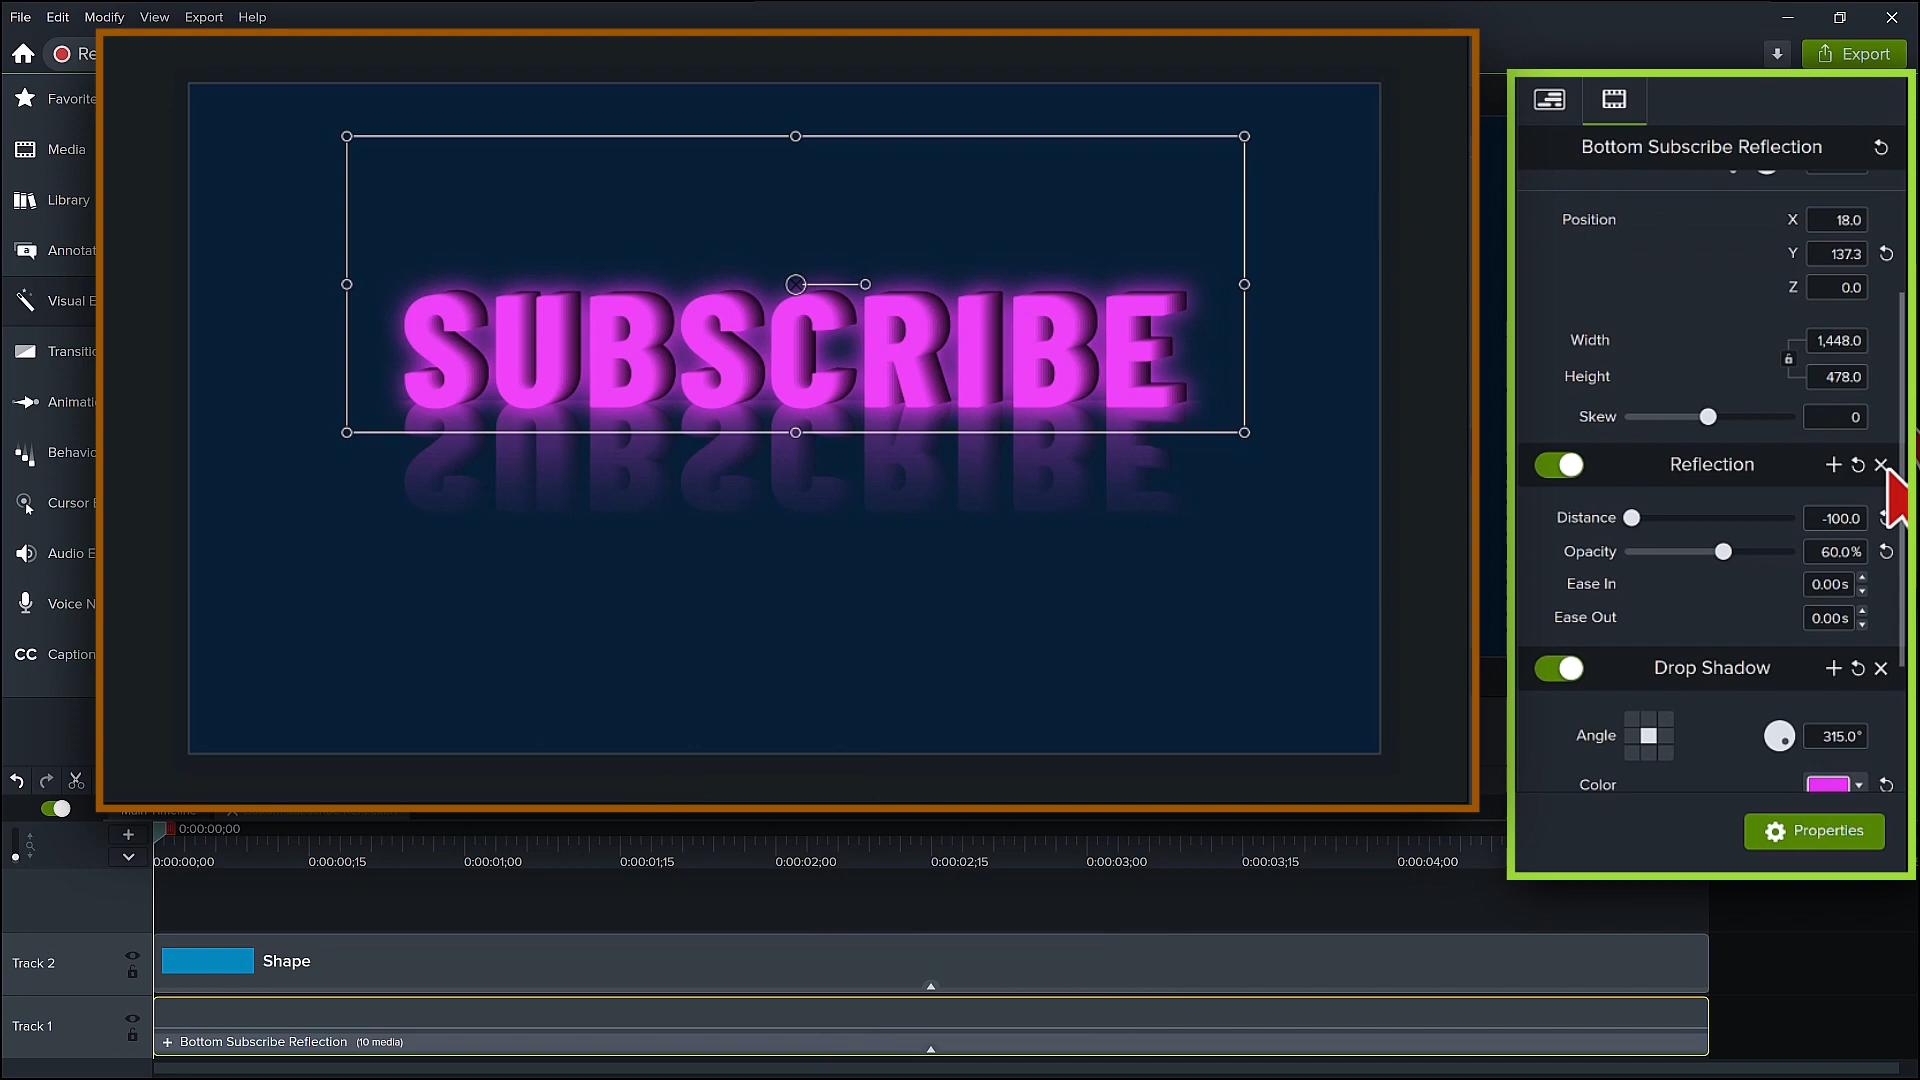 File Edit Modify View Export Help
Re
Export
Favorite
Media
Library
Annotat
Visual E
Transitio
Animati
Behavio
Cursor E
Audio E
Voice N
CC Caption
SUBSCRIBE
Bottom Subscribe Reflection
Position X 18.0
Y 137.3
Z 0.0
Width 1,448.0
Height 478.0
Skew 0
Reflection
Distance -100.0
Opacity 60.0%
Ease In 0.00s
Ease Out 0.00s
Drop Shadow
Angle 315.0°
Color
Properties
0:00:00;00
0:00:00;00 0:00:00;15 0:00:01;00 0:00:01;15 0:00:02;00 0:00:02;15 0:00:03;00 0:00:03;15 0:00:04;00
Track 2
Shape
Track 1
+ Bottom Subscribe Reflection (10 media)